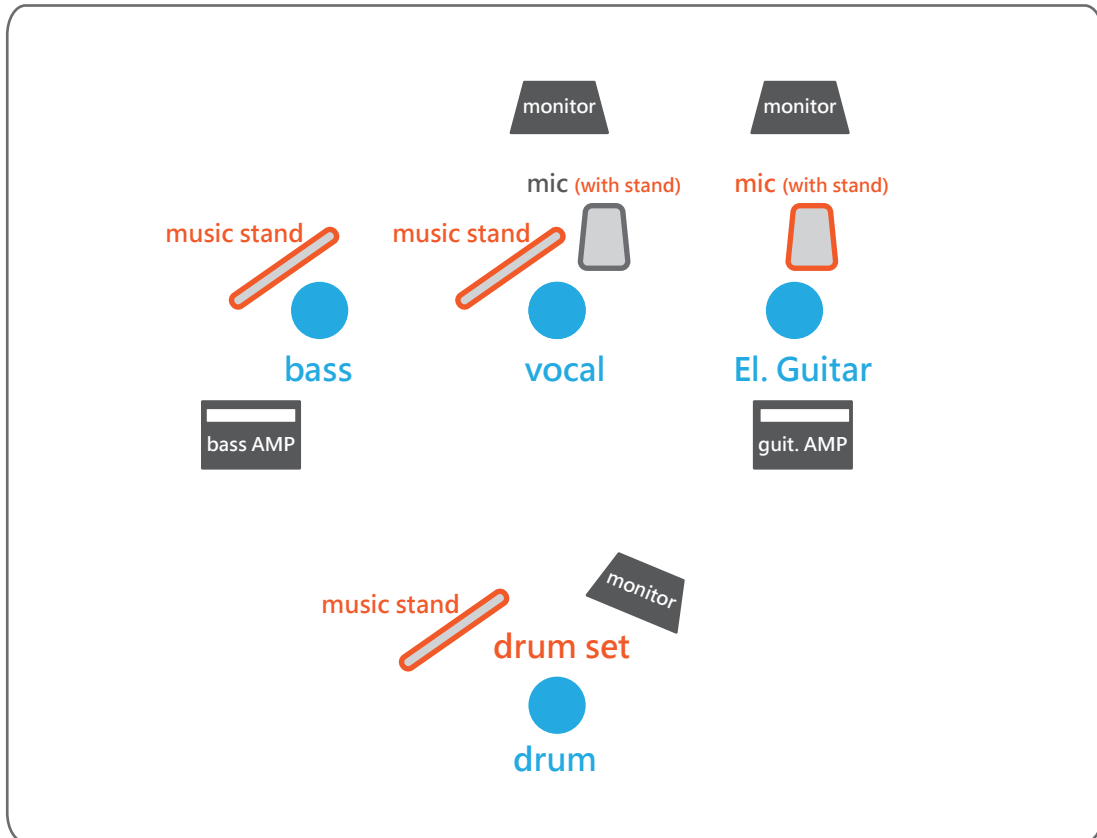 monitor
monitor
mic (with stand)
mic (with stand)
music stand
music stand
bass
vocal
El. Guitar
bass AMP
guit. AMP
monitor
music stand
drum set
drum